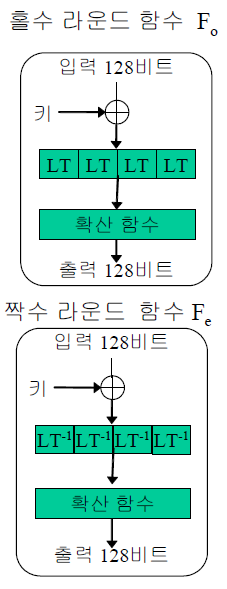 홀수 라운드 함수 Fo
입력 128비트
키
LT LT LT LT
확산 함수
출력 128비트
짝수 라운드 함수 Fe
입력 128비트
키
LT-1 LT-1 LT-1 LT-1
확산 함수
출력 128비트